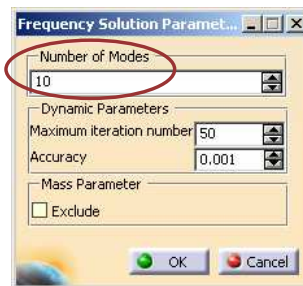 Frequency Solution Paramet...
Number of Modes
10
Dynamic Parameters
Maximum iteration number 50
Accuracy 0.001
Mass Parameter
Exclude
OK Cancel